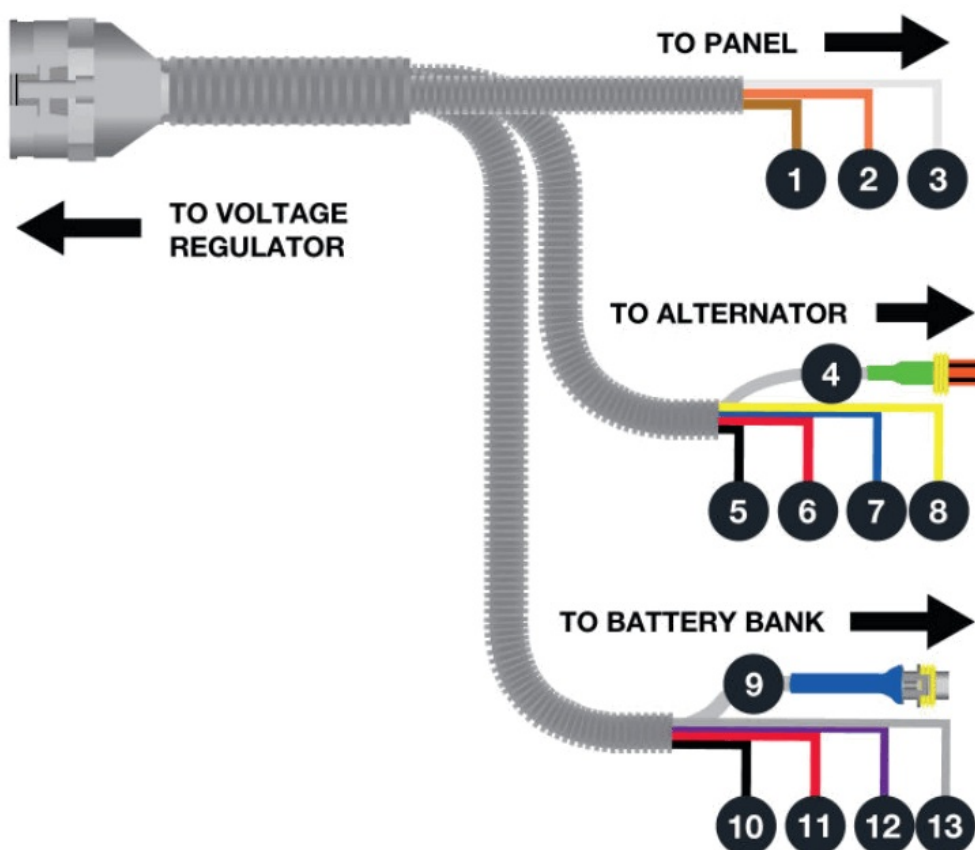 TO PANEL
1 2 3
TO VOLTAGE
REGULATOR
TO ALTERNATOR
4
5 6 7 8
TO BATTERY BANK
9
10 11 12 13